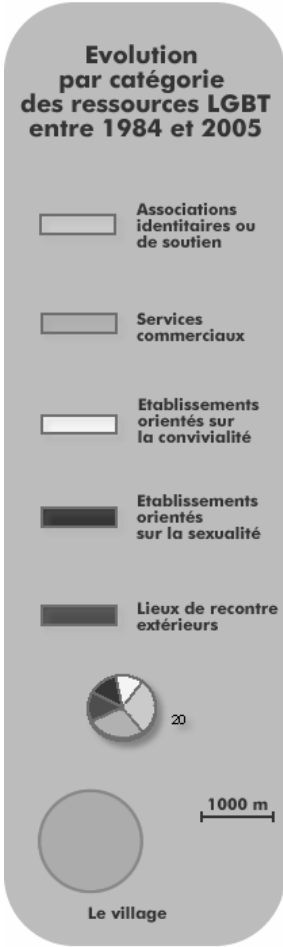 Evolution
par catégorie
des ressources LGBT
entre 1984 et 2005
Associations
identitaires ou
de soutien
Services
commerciaux
Etablissements
orientés sur
la convivialité
Etablissements
orientés
sur la sexualité
Lieux de recontre
extérieurs
20
1000 m
Le village